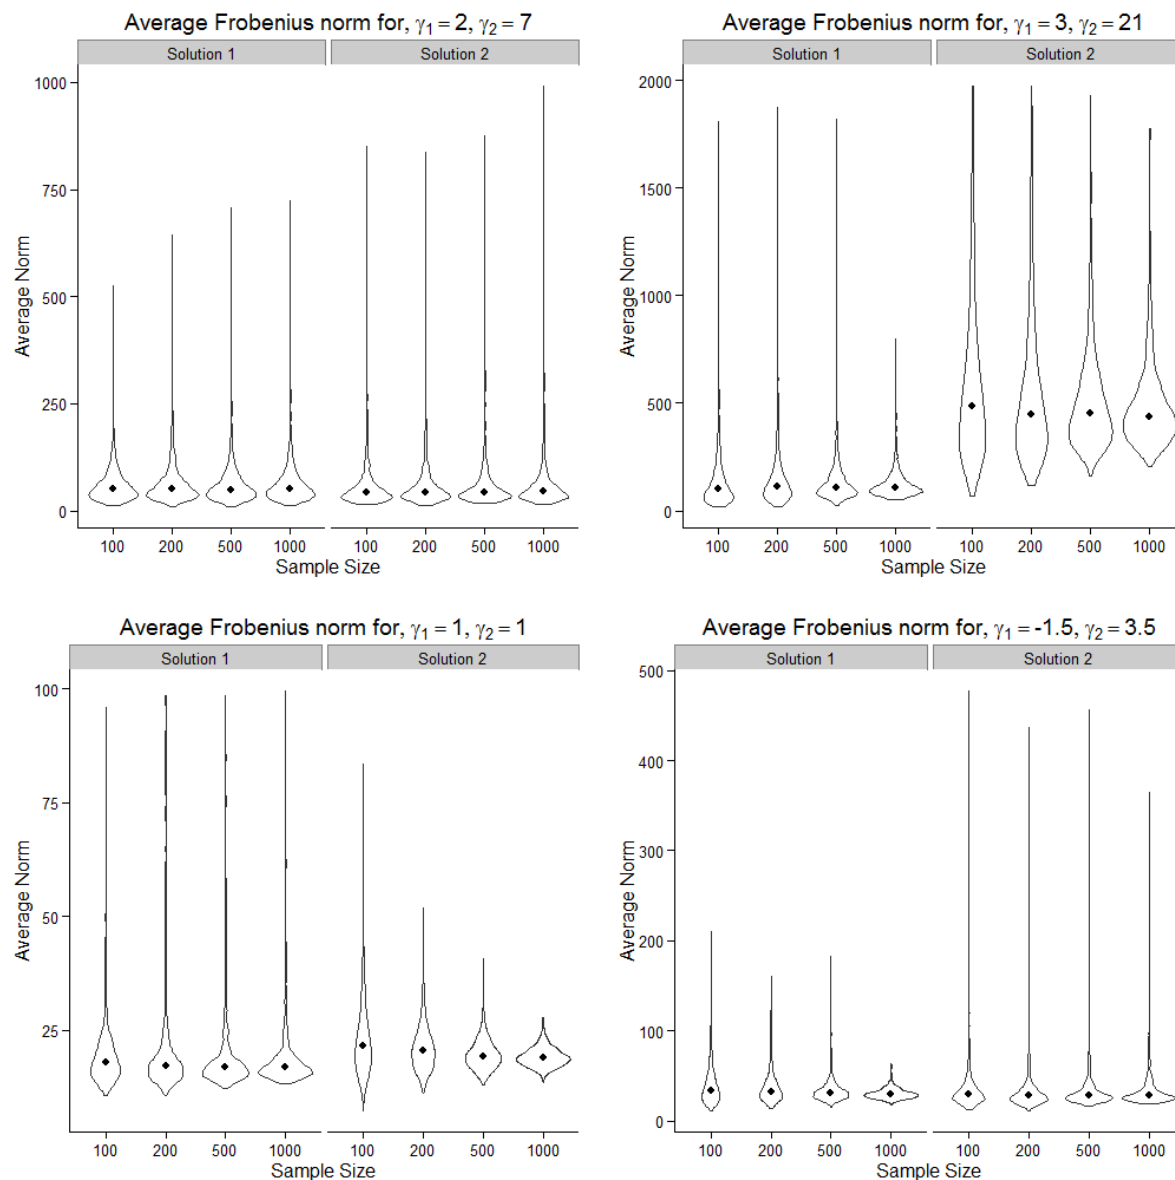 Average Frobenius norm for, γ₁ = 2, γ₂ = 7
Solution 1 Solution 2
1000
750
500
250
0
Average Norm
100 200 500 1000 100 200 500 1000
Sample Size
Average Frobenius norm for, γ₁ = 3, γ₂ = 21
Solution 1 Solution 2
2000
1500
1000
500
0
Average Norm
100 200 500 1000 100 200 500 1000
Sample Size
Average Frobenius norm for, γ₁ = 1, γ₂ = 1
Solution 1 Solution 2
100
75
50
25
Average Norm
100 200 500 1000 100 200 500 1000
Sample Size
Average Frobenius norm for, γ₁ = -1.5, γ₂ = 3.5
Solution 1 Solution 2
500
400
300
200
100
0
Average Norm
100 200 500 1000 100 200 500 1000
Sample Size